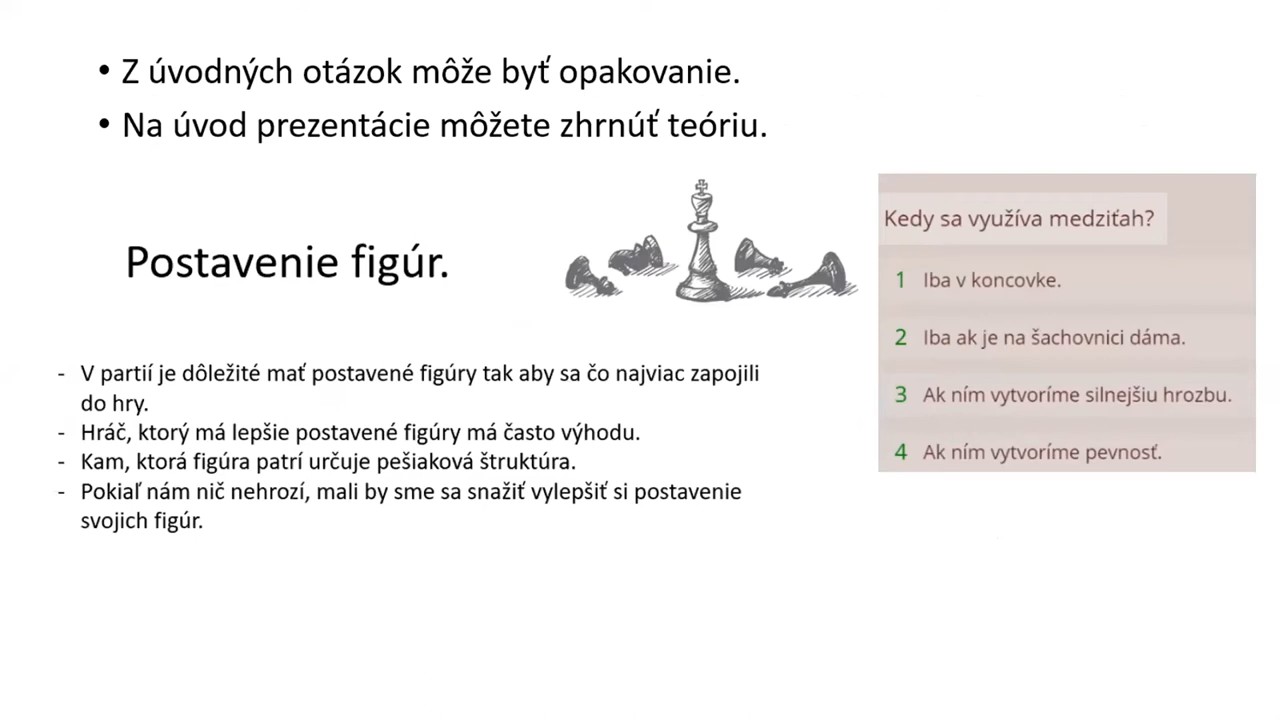 • Z úvodných otázok môže byť opakovanie.
• Na úvod prezentácie môžete zhrnúť teóriu.
Postavenie figúr.
- V partií je dôležité mať postavené figúry tak aby sa čo najviac zapojili
do hry.
- Hráč, ktorý má lepšie postavené figúry má často výhodu.
- Kam, ktorá figúra patrí určuje pešiaková štruktúra.
- Pokiaľ nám nič nehrozí, mali by sme sa snažiť vylepšiť si postavenie
svojich figúr.
Kedy sa využíva medziťah?
1 Iba v koncovke.
2 Iba ak je na šachovnici dáma.
3 Ak ním vytvoríme silnejšiu hrozbu.
4 Ak ním vytvoríme pevnosť.